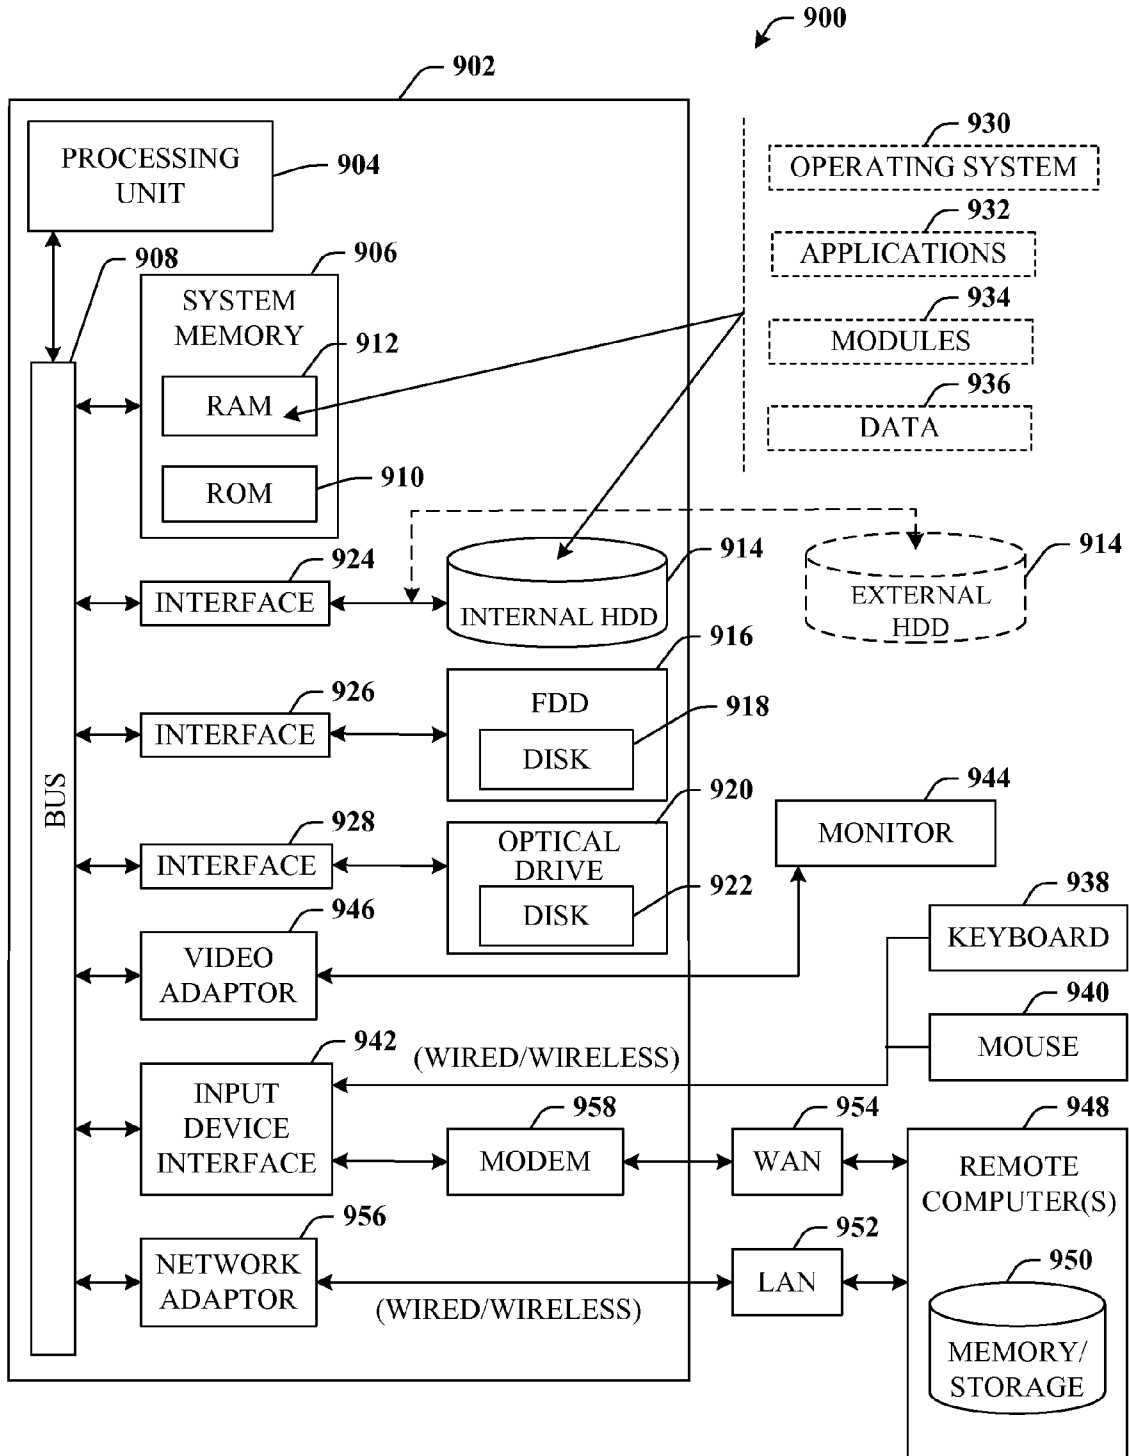 900
902
PROCESSING
UNIT
904
930
OPERATING SYSTEM
932
APPLICATIONS
934
MODULES
936
DATA
908
906
SYSTEM
MEMORY
912
RAM
910
ROM
924
INTERFACE
INTERNAL HDD
914
EXTERNAL
HDD
914
926
INTERFACE
916
FDD
918
DISK
BUS
928
INTERFACE
920
OPTICAL
DRIVE
922
DISK
944
MONITOR
946
VIDEO
ADAPTOR
938
KEYBOARD
940
MOUSE
942
INPUT
DEVICE
INTERFACE
(WIRED/WIRELESS)
958
MODEM
954
WAN
948
REMOTE
COMPUTER(S)
956
NETWORK
ADAPTOR
(WIRED/WIRELESS)
952
LAN
950
MEMORY/
STORAGE